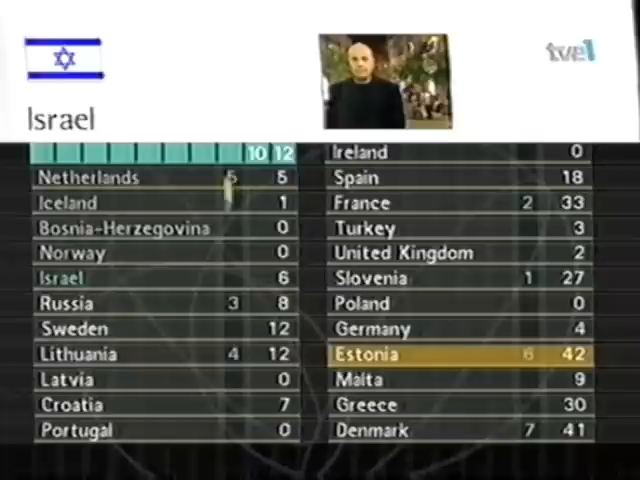 tve1
Israel
10 12
Netherlands 5 5
Iceland 1
Bosnia-Herzegovina 0
Norway 0
Israel 6
Russia 3 8
Sweden 12
Lithuania 4 12
Latvia 0
Croatia 7
Portugal 0
Ireland 0
Spain 18
France 2 33
Turkey 3
United Kingdom 2
Slovenia 1 27
Poland 0
Germany 4
Estonia 6 42
Malta 9
Greece 30
Denmark 7 41